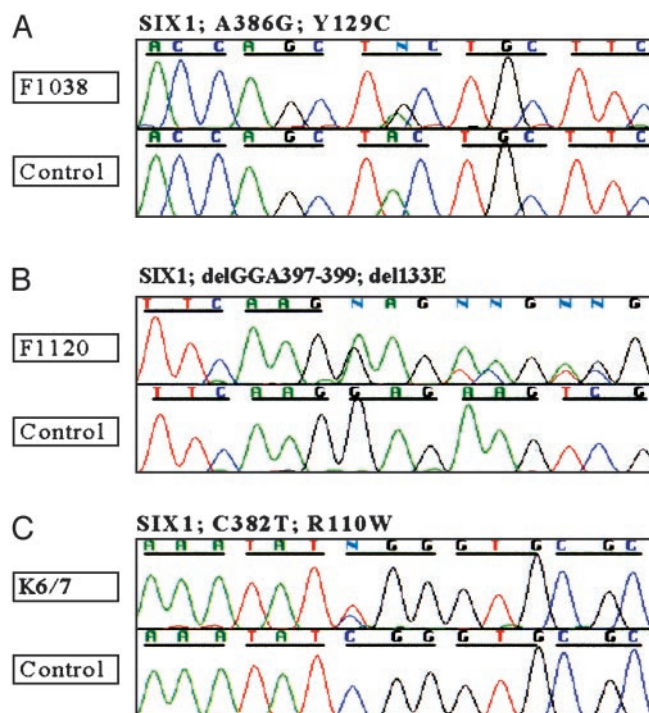 A
SIX1; A386G; Y129C
A C C A G C T N C T G C T T C
F1038
A C C A G C T A C T G C T T C
Control
B
SIX1; delGGA397-399; del133E
T T C A A G N A G N N G N N G
F1120
T T C A A G G A G A A G T C G
Control
C
SIX1; C382T; R110W
A A A T A T N G G G T G C G C
K6/7
A A A T A T C G G G T G C G C
Control